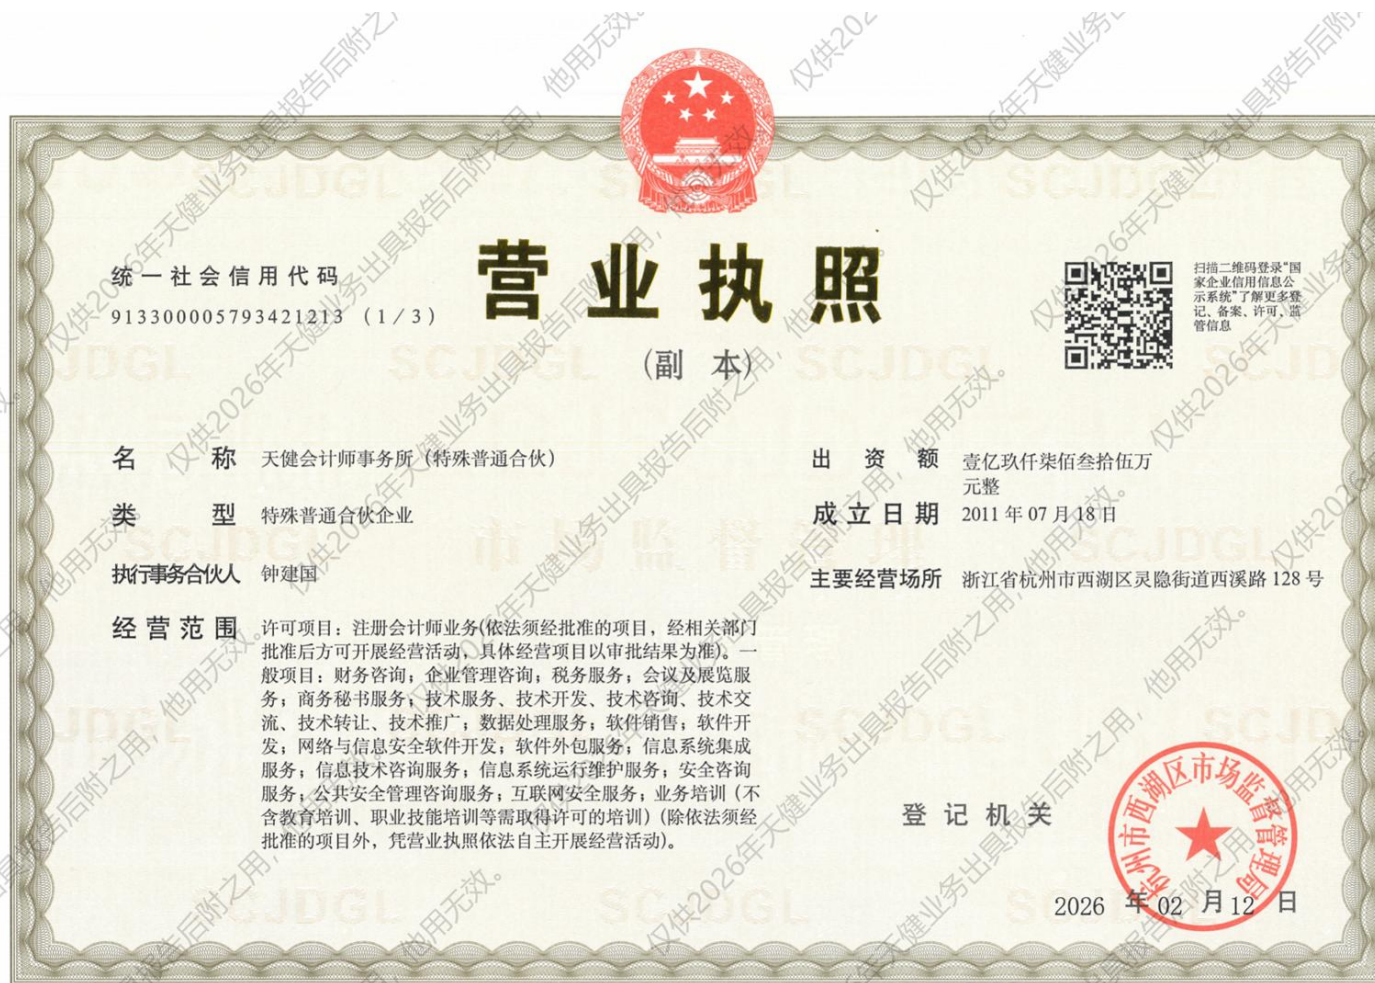 营业执照
（副 本）
统一社会信用代码
913300005793421213（1/3）
扫描二维码登录“国
家企业信用信息公
示系统”了解更多登
记、备案、许可、监
管信息
名 称 天健会计师事务所（特殊普通合伙）
类 型 特殊普通合伙企业
执行事务合伙人 钟建国
经营范围 许可项目：注册会计师业务(依法须经批准的项目，经相关部门
批准后方可开展经营活动，具体经营项目以审批结果为准)。一
般项目：财务咨询；企业管理咨询；税务服务；会议及展览服
务；商务秘书服务；技术服务、技术开发、技术咨询、技术交
流、技术转让、技术推广；数据处理服务；软件销售；软件开
发；网络与信息安全软件开发；软件外包服务；信息系统集成
服务；信息技术咨询服务；信息系统运行维护服务；安全咨询
服务；公共安全管理咨询服务；互联网安全服务；业务培训（不
含教育培训、职业技能培训等需取得许可的培训）(除依法须经
批准的项目外，凭营业执照依法自主开展经营活动)。
出 资 额 壹亿玖仟柒佰叁拾伍万
元整
成立日期 2011 年 07 月 18 日
主要经营场所 浙江省杭州市西湖区灵隐街道西溪路 128 号
登记机关
杭州市西湖区市场监督管理局
2026 年 02 月 12 日
SCJDGL
市场监督管理
仅供2026年天健业务出具报告后附之用，他用无效。